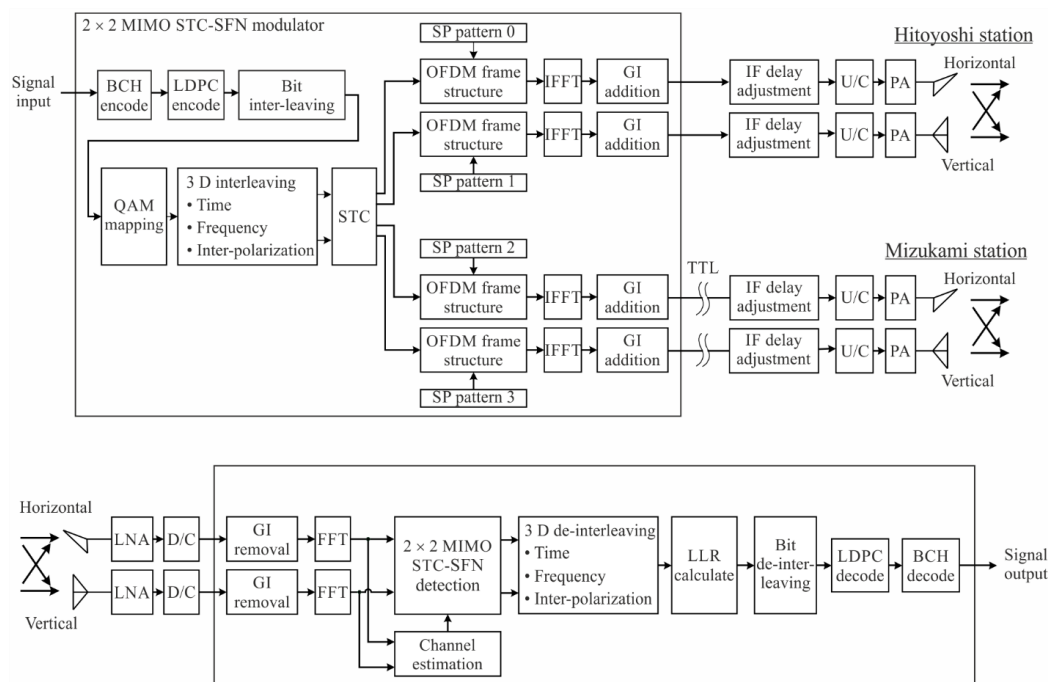 2 × 2 MIMO STC-SFN modulator
Signal
input
BCH
encode
LDPC
encode
Bit
inter-leaving
QAM
mapping
3 D interleaving
• Time
• Frequency
• Inter-polarization
STC
SP pattern 0
OFDM frame
structure
IFFT
GI
addition
IF delay
adjustment
U/C
PA
Hitoyoshi station
Horizontal
OFDM frame
structure
IFFT
GI
addition
IF delay
adjustment
U/C
PA
Vertical
SP pattern 1
SP pattern 2
OFDM frame
structure
IFFT
GI
addition
TTL
IF delay
adjustment
U/C
PA
Mizukami station
Horizontal
OFDM frame
structure
IFFT
GI
addition
IF delay
adjustment
U/C
PA
Vertical
SP pattern 3
Horizontal
LNA
D/C
GI
removal
FFT
Vertical
LNA
D/C
GI
removal
FFT
2 × 2 MIMO
STC-SFN
detection
Channel
estimation
3 D de-interleaving
• Time
• Frequency
• Inter-polarization
LLR
calculate
Bit
de-inter-
leaving
LDPC
decode
BCH
decode
Signal
output